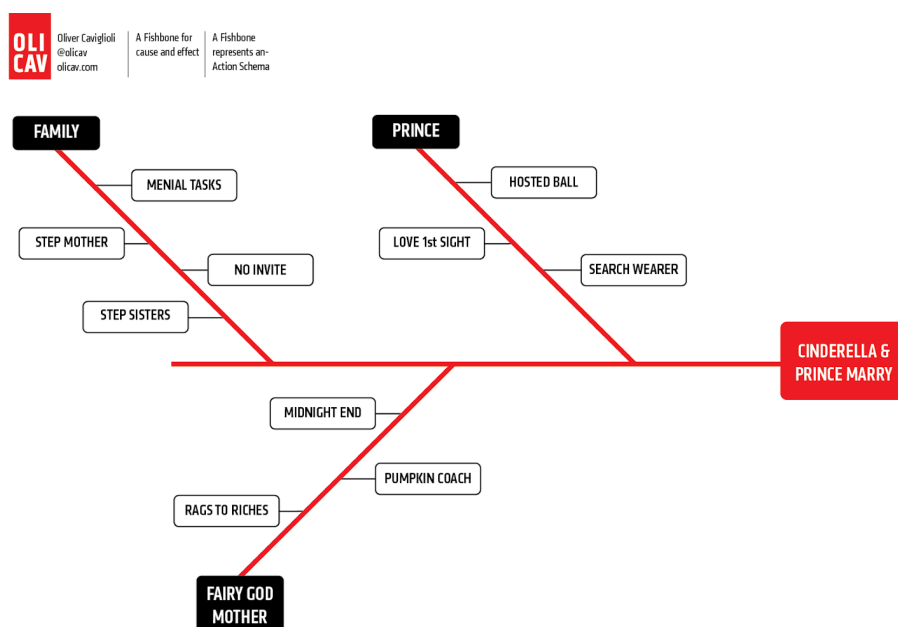 OLI
CAV
Oliver Caviglioli
@olicav
olicav.com
A Fishbone for
cause and effect
A Fishbone
represents an-
Action Schema
FAMILY
PRINCE
MENIAL TASKS
HOSTED BALL
STEP MOTHER
LOVE 1st SIGHT
NO INVITE
SEARCH WEARER
STEP SISTERS
CINDERELLA &
PRINCE MARRY
MIDNIGHT END
PUMPKIN COACH
RAGS TO RICHES
FAIRY GOD
MOTHER